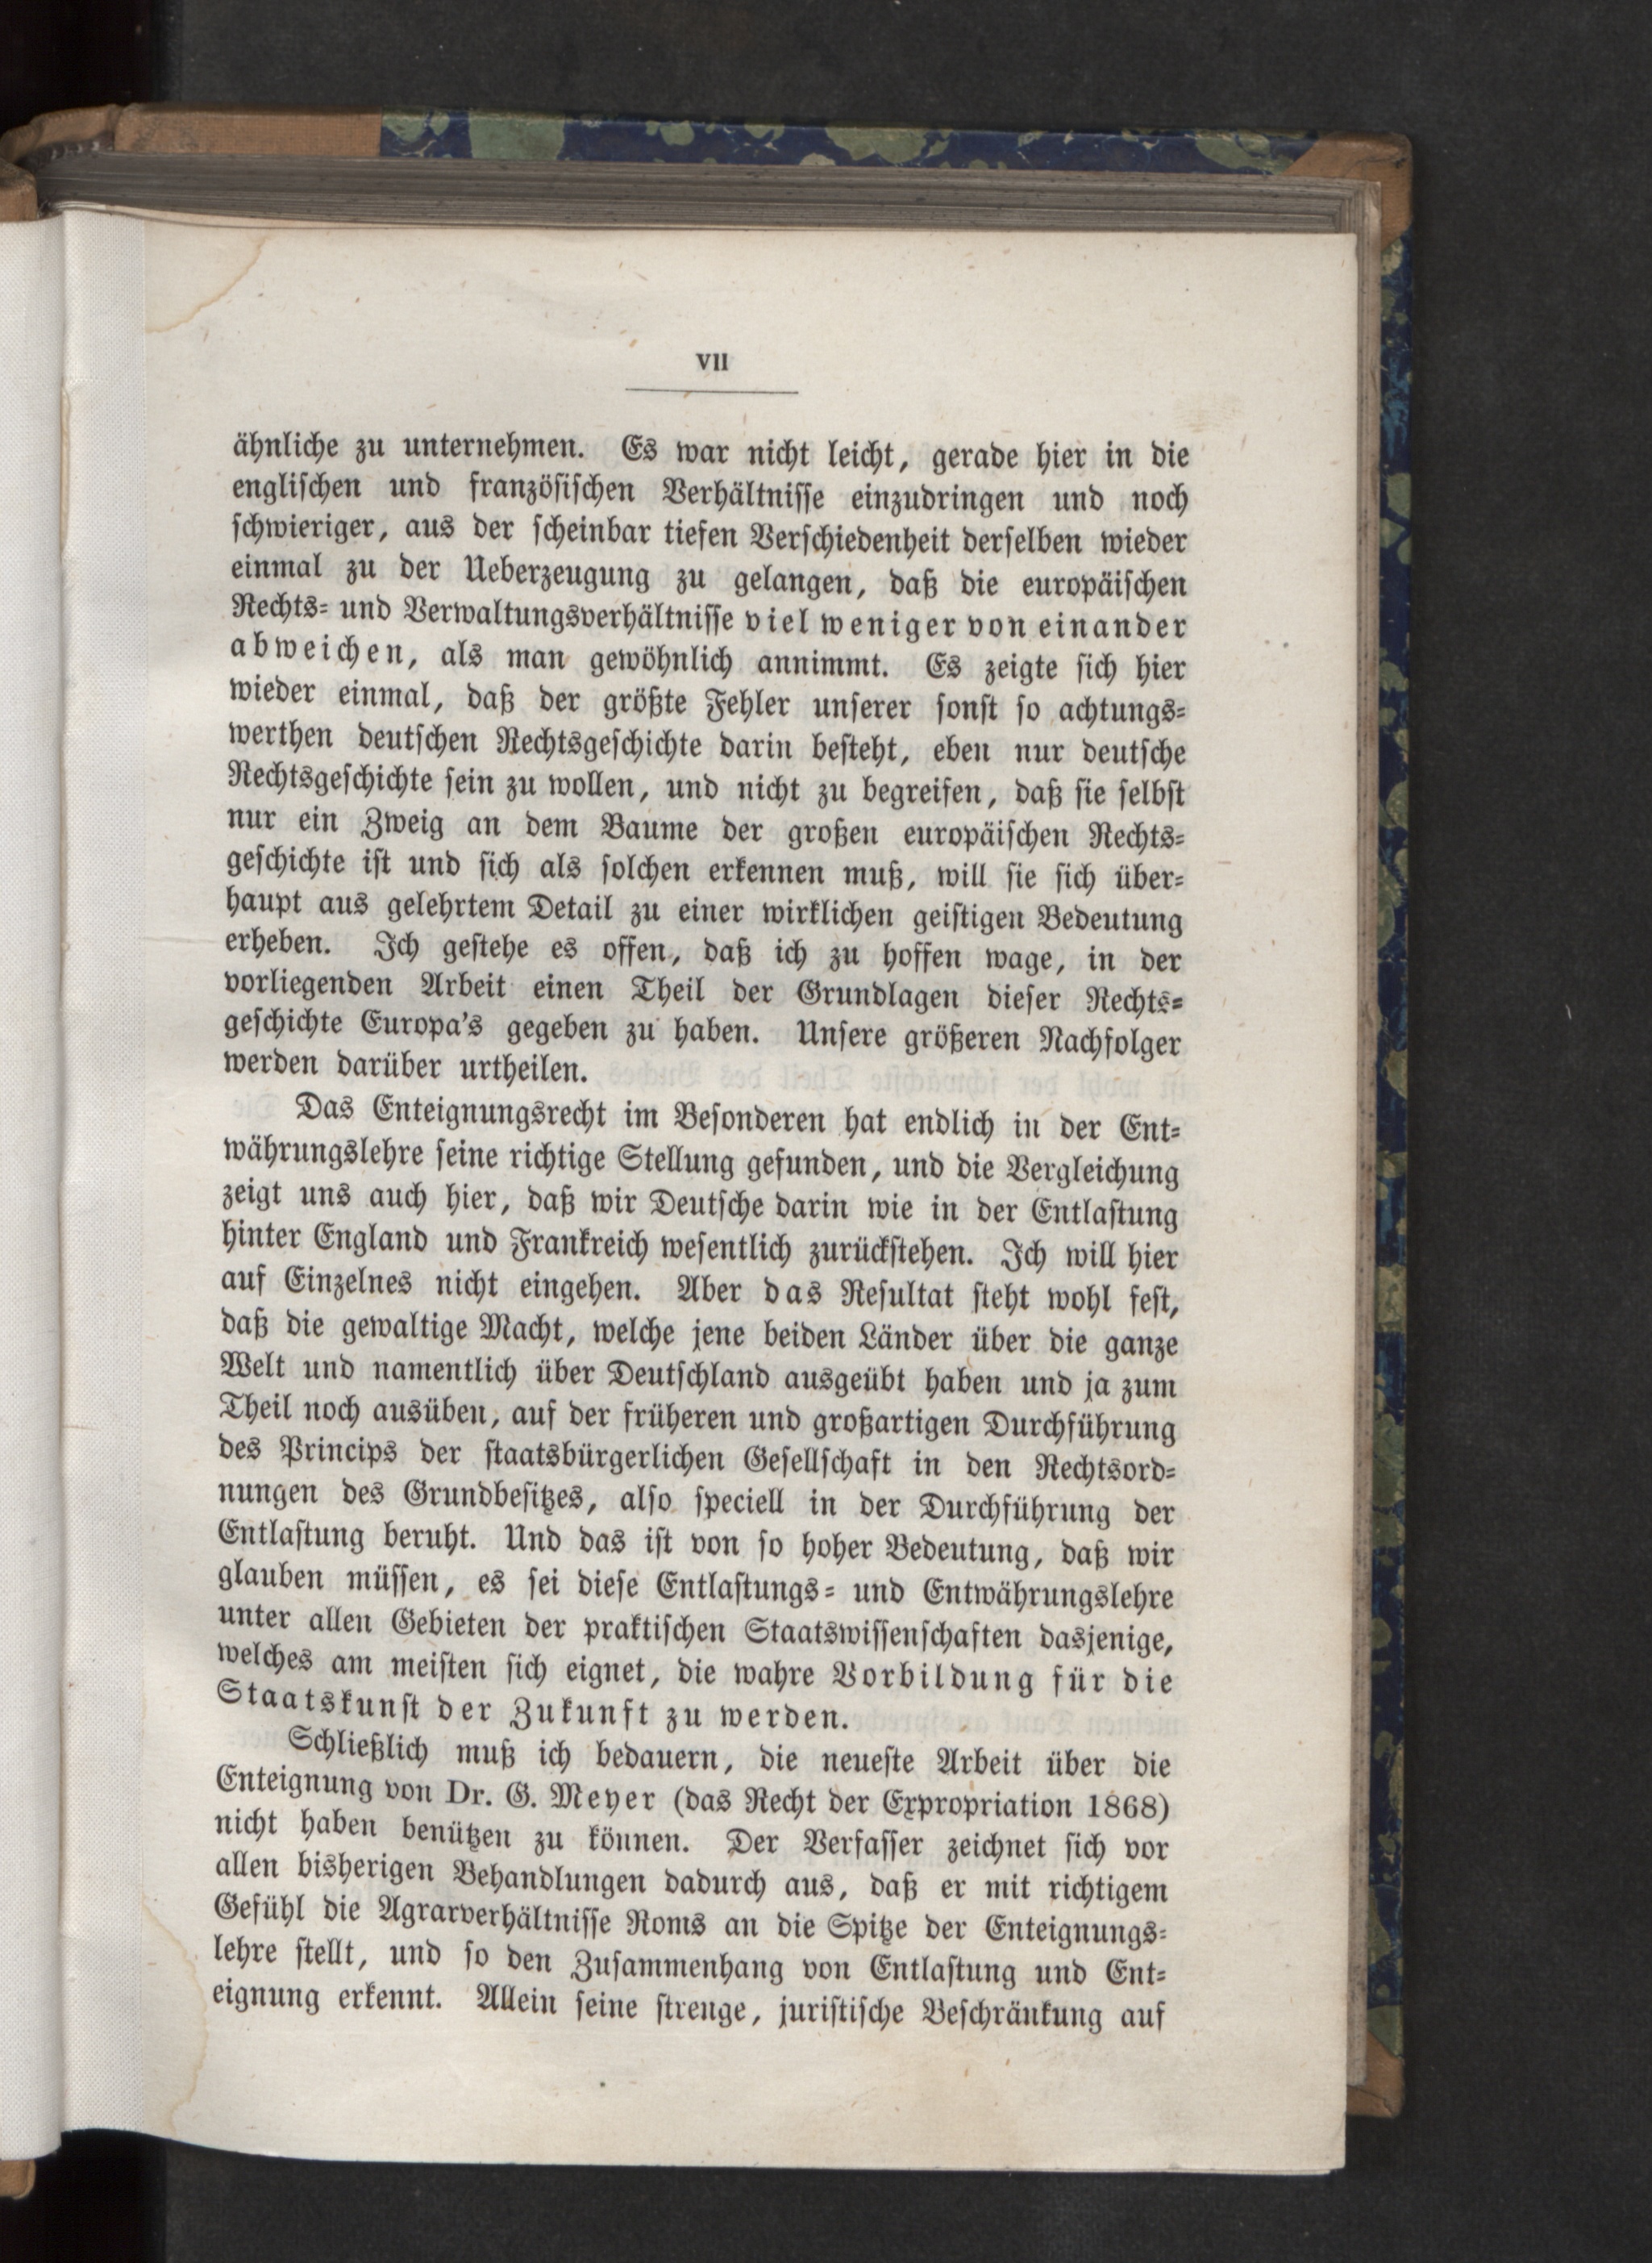 VII
ähnliche zu unternehmen. Es war nicht leicht, gerade hier in die
englischen und französischen Verhältnisse einzudringen und noch
schwieriger, aus der scheinbar tiefen Verschiedenheit derselben wieder
einmal zu der Ueberzeugung zu gelangen, daß die europäischen
Rechts- und Verwaltungsverhältnisse viel weniger von einander
abweichen, als man gewöhnlich annimmt. Es zeigte sich hier
wieder einmal, daß der größte Fehler unserer sonst so achtungs-
werthen deutschen Rechtsgeschichte darin besteht, eben nur deutsche
Rechtsgeschichte sein zu wollen, und nicht zu begreifen, daß sie selbst
nur ein Zweig an dem Baume der großen europäischen Rechts-
geschichte ist und sich als solchen erkennen muß, will sie sich über-
haupt aus gelehrtem Detail zu einer wirklichen geistigen Bedeutung
erheben. Ich gestehe es offen, daß ich zu hoffen wage, in der
vorliegenden Arbeit einen Theil der Grundlagen dieser Rechts-
geschichte Europa's gegeben zu haben. Unsere größeren Nachfolger
werden darüber urtheilen.
Das Enteignungsrecht im Besonderen hat endlich in der Ent-
währungslehre seine richtige Stellung gefunden, und die Vergleichung
zeigt uns auch hier, daß wir Deutsche darin wie in der Entlastung
hinter England und Frankreich wesentlich zurückstehen. Ich will hier
auf Einzelnes nicht eingehen. Aber das Resultat steht wohl fest,
daß die gewaltige Macht, welche jene beiden Länder über die ganze
Welt und namentlich über Deutschland ausgeübt haben und ja zum
Theil noch ausüben, auf der früheren und großartigen Durchführung
des Princips der staatsbürgerlichen Gesellschaft in den Rechtsord-
nungen des Grundbesitzes, also speciell in der Durchführung der
Entlastung beruht. Und das ist von so hoher Bedeutung, daß wir
glauben müssen, es sei diese Entlastungs- und Entwährungslehre
unter allen Gebieten der praktischen Staatswissenschaften dasjenige,
welches am meisten sich eignet, die wahre Vorbildung für die
Staatskunst der Zukunft zu werden.
Schließlich muß ich bedauern, die neueste Arbeit über die
Enteignung von Dr. G. Meyer (das Recht der Expropriation 1868)
nicht haben benützen zu können. Der Verfasser zeichnet sich vor
allen bisherigen Behandlungen dadurch aus, daß er mit richtigem
Gefühl die Agrarverhältnisse Roms an die Spitze der Enteignungs-
lehre stellt, und so den Zusammenhang von Entlastung und Ent-
eignung erkennt. Allein seine strenge, juristische Beschränkung auf